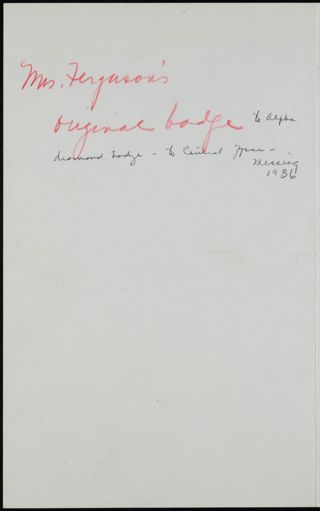 Mrs. Ferguson's
original badge to Alpha
diamond badge - to Central Office -
Missing
1936